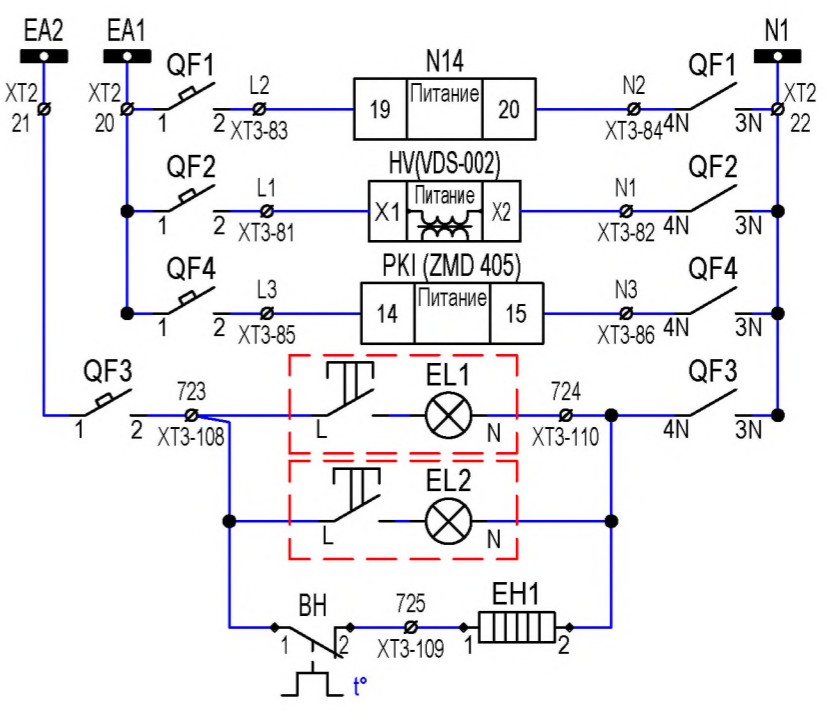 EA2 EA1 N1
QF1 L2 N14 N2 QF1
XT2 XT2 19 Питание 20 XT2
21 20 1 2 XT3-83 XT3-84 4N 3N 22
QF2 L1 HV(VDS-002) N1 QF2
X1 Питание X2
1 2 XT3-81 XT3-82 4N 3N
QF4 L3 PKI (ZMD 405) N3 QF4
14 Питание 15
1 2 XT3-85 XT3-86 4N 3N
QF3 723 EL1 724 QF3
1 2 XT3-108 L N XT3-110 4N 3N
EL2
L N
BH 725 EH1
1 2 XT3-109 1 2
t°